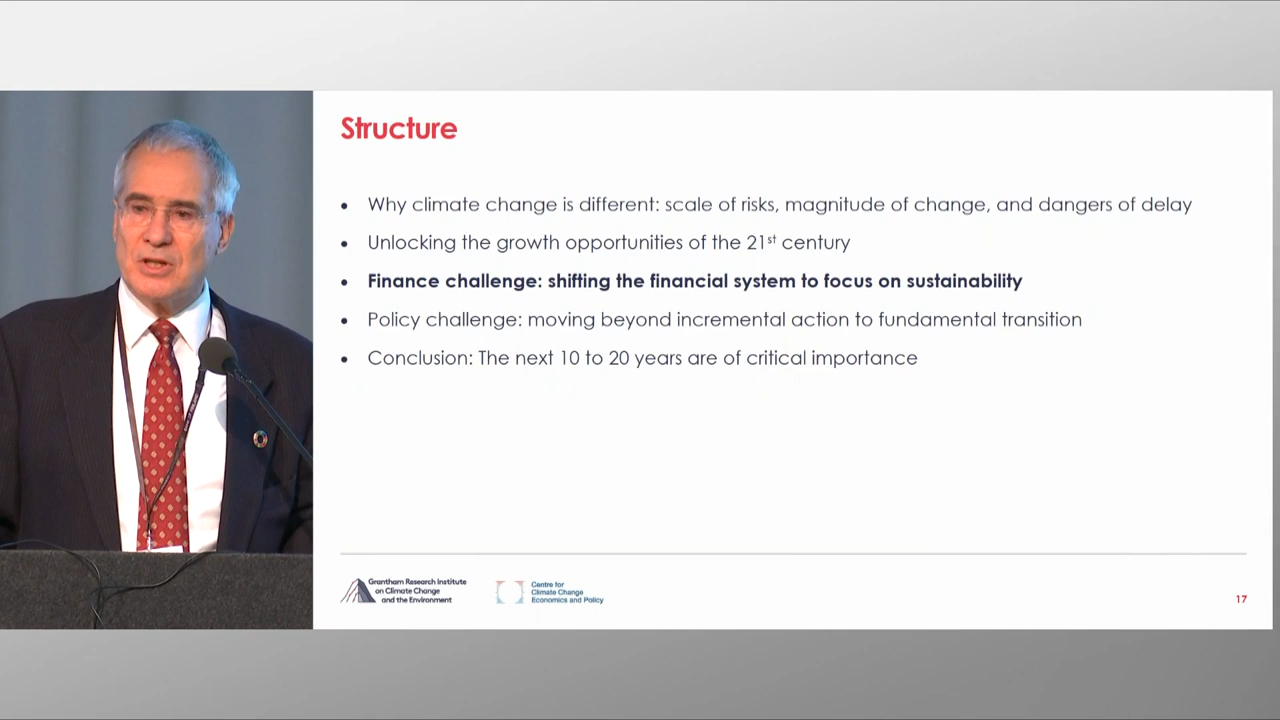 Structure
• Why climate change is different: scale of risks, magnitude of change, and dangers of delay
• Unlocking the growth opportunities of the 21st century
• Finance challenge: shifting the financial system to focus on sustainability
• Policy challenge: moving beyond incremental action to fundamental transition
• Conclusion: The next 10 to 20 years are of critical importance
Grantham Research Institute
on Climate Change
and the Environment
Centre for
Climate Change
Economics and Policy
17